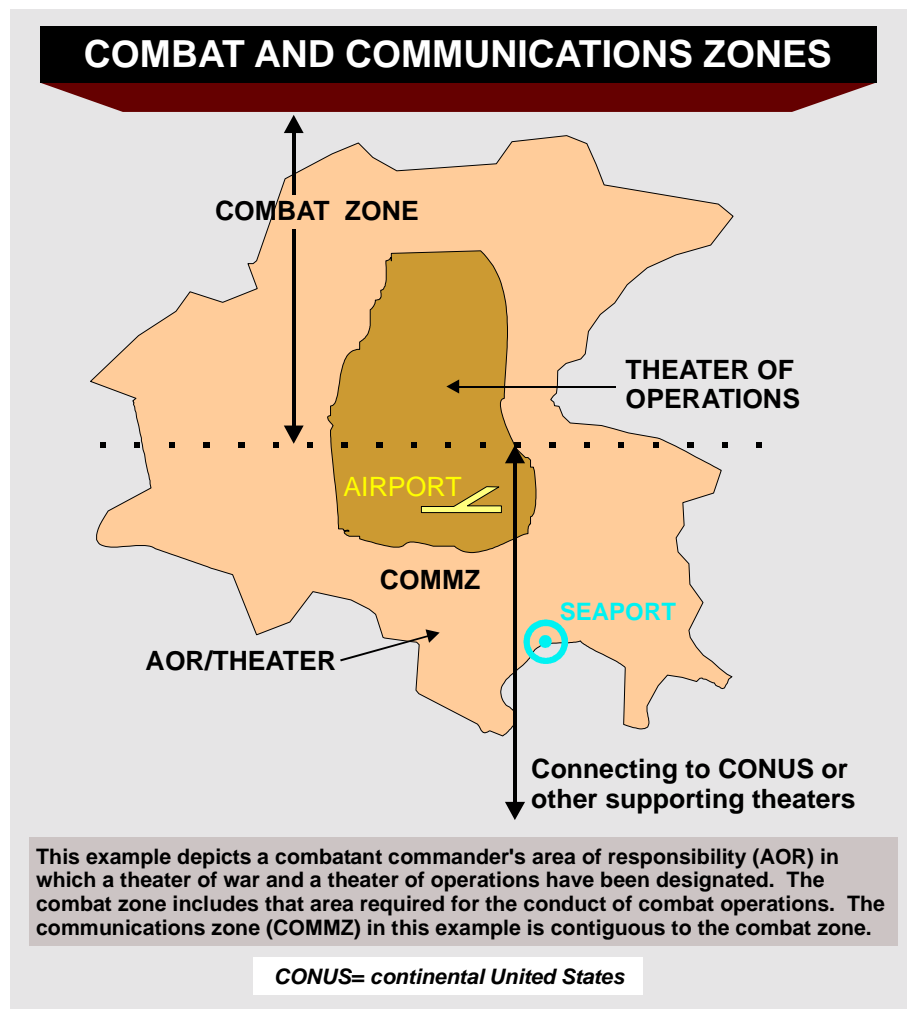 COMBAT AND COMMUNICATIONS ZONES
COMBAT ZONE
THEATER OF
OPERATIONS
AIRPORT
COMMZ
SEAPORT
AOR/THEATER
Connecting to CONUS or
other supporting theaters
This example depicts a combatant commander's area of responsibility (AOR) in
which a theater of war and a theater of operations have been designated. The
combat zone includes that area required for the conduct of combat operations. The
communications zone (COMMZ) in this example is contiguous to the combat zone.
CONUS= continental United States